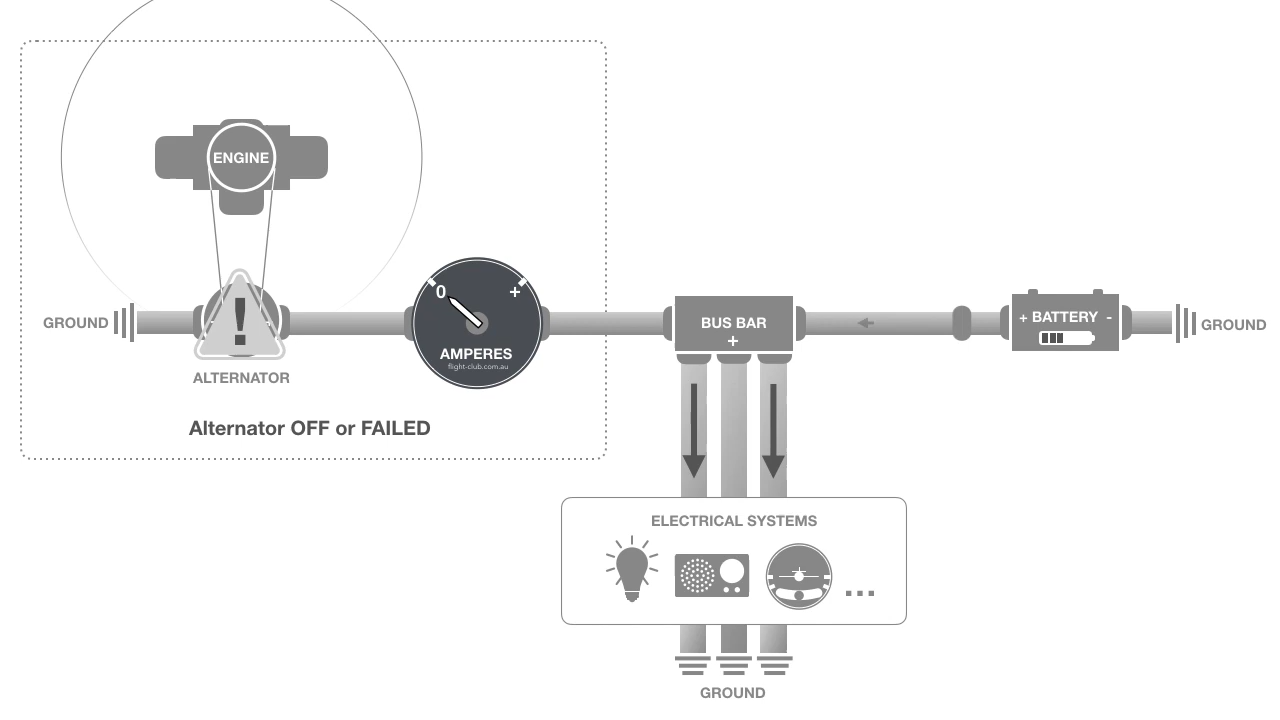 ENGINE
0
+
GROUND
AMPERES
flight-club.com.au
ALTERNATOR
Alternator OFF or FAILED
BUS BAR
+
+ BATTERY -
GROUND
ELECTRICAL SYSTEMS
...
GROUND